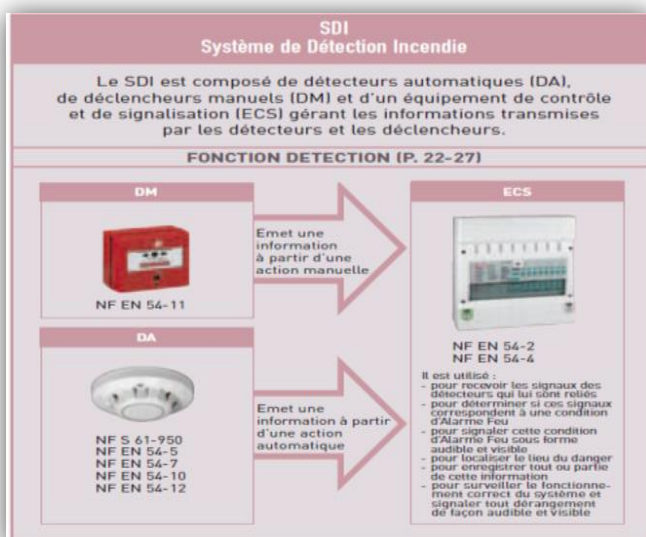 SDI
Système de Détection Incendie
Le SDI est composé de détecteurs automatiques (DA),
de déclencheurs manuels (DM) et d'un équipement de contrôle
et de signalisation (ECS) gérant les informations transmises
par les détecteurs et les déclencheurs.
FONCTION DETECTION (P. 22-27)
DM
NF EN 54-11
Emet une
information
à partir d'une
action manuelle
DA
NF S 61-950
NF EN 54-5
NF EN 54-7
NF EN 54-10
NF EN 54-12
Emet une
information à partir
d'une action
automatique
ECS
NF EN 54-2
NF EN 54-4
Il est utilisé :
- pour recevoir les signaux des
détecteurs qui lui sont reliés
- pour déterminer si ces signaux
correspondent à une condition
d'Alarme Feu
- pour signaler cette condition
d'Alarme Feu sous forme
audible et visible
- pour localiser le lieu du danger
- pour enregistrer tout ou partie
de cette information
- pour surveiller le fonctionne-
ment correct du système et
signaler tout dérangement
de façon audible et visible